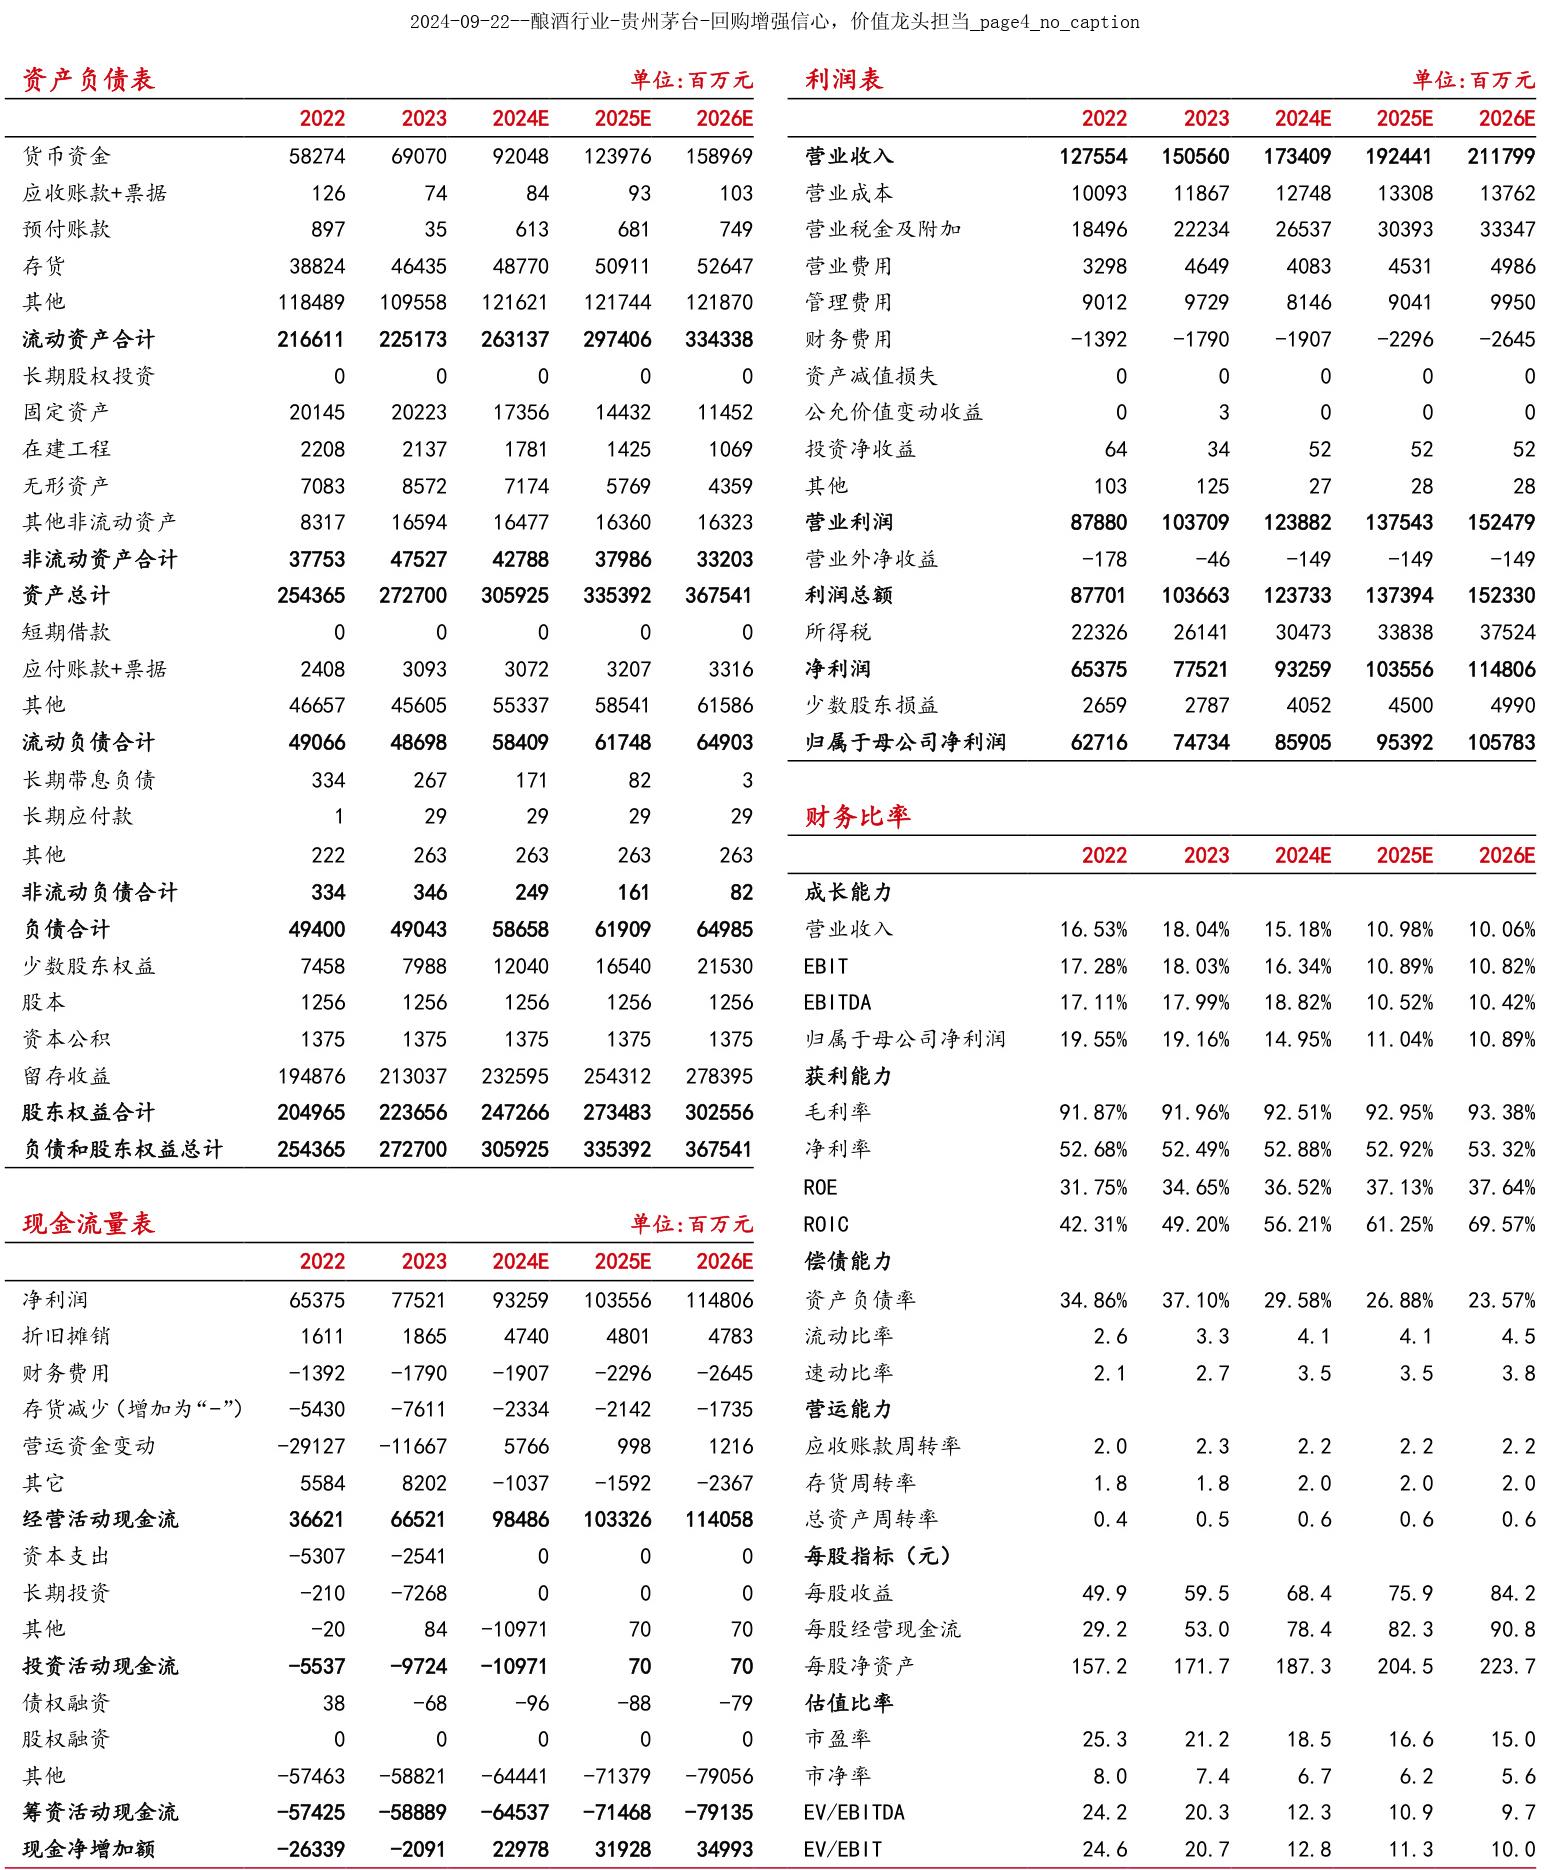 2024-09-22--酿酒行业-贵州茅台-回购增强信心，价值龙头担当_page4_no_caption
资产负债表 单位:百万元
2022 2023 2024E 2025E 2026E
货币资金 58274 69070 92048 123976 158969
应收账款+票据 126 74 84 93 103
预付账款 897 35 613 681 749
存货 38824 46435 48770 50911 52647
其他 118489 109558 121621 121744 121870
流动资产合计 216611 225173 263137 297406 334338
长期股权投资 0 0 0 0 0
固定资产 20145 20223 17356 14432 11452
在建工程 2208 2137 1781 1425 1069
无形资产 7083 8572 7174 5769 4359
其他非流动资产 8317 16594 16477 16360 16323
非流动资产合计 37753 47527 42788 37986 33203
资产总计 254365 272700 305925 335392 367541
短期借款 0 0 0 0 0
应付账款+票据 2408 3093 3072 3207 3316
其他 46657 45605 55337 58541 61586
流动负债合计 49066 48698 58409 61748 64903
长期带息负债 334 267 171 82 3
长期应付款 1 29 29 29 29
其他 222 263 263 263 263
非流动负债合计 334 346 249 161 82
负债合计 49400 49043 58658 61909 64985
少数股东权益 7458 7988 12040 16540 21530
股本 1256 1256 1256 1256 1256
资本公积 1375 1375 1375 1375 1375
留存收益 194876 213037 232595 254312 278395
股东权益合计 204965 223656 247266 273483 302556
负债和股东权益总计 254365 272700 305925 335392 367541
现金流量表 单位:百万元
2022 2023 2024E 2025E 2026E
净利润 65375 77521 93259 103556 114806
折旧摊销 1611 1865 4740 4801 4783
财务费用 -1392 -1790 -1907 -2296 -2645
存货减少(增加为“-”) -5430 -7611 -2334 -2142 -1735
营运资金变动 -29127 -11667 5766 998 1216
其它 5584 8202 -1037 -1592 -2367
经营活动现金流 36621 66521 98486 103326 114058
资本支出 -5307 -2541 0 0 0
长期投资 -210 -7268 0 0 0
其他 -20 84 -10971 70 70
投资活动现金流 -5537 -9724 -10971 70 70
债权融资 38 -68 -96 -88 -79
股权融资 0 0 0 0 0
其他 -57463 -58821 -64441 -71379 -79056
筹资活动现金流 -57425 -58889 -64537 -71468 -79135
现金净增加额 -26339 -2091 22978 31928 34993
利润表 单位:百万元
2022 2023 2024E 2025E 2026E
营业收入 127554 150560 173409 192441 211799
营业成本 10093 11867 12748 13308 13762
营业税金及附加 18496 22234 26537 30393 33347
营业费用 3298 4649 4083 4531 4986
管理费用 9012 9729 8146 9041 9950
财务费用 -1392 -1790 -1907 -2296 -2645
资产减值损失 0 0 0 0 0
公允价值变动收益 0 3 0 0 0
投资净收益 64 34 52 52 52
其他 103 125 27 28 28
营业利润 87880 103709 123882 137543 152479
营业外净收益 -178 -46 -149 -149 -149
利润总额 87701 103663 123733 137394 152330
所得税 22326 26141 30473 33838 37524
净利润 65375 77521 93259 103556 114806
少数股东损益 2659 2787 4052 4500 4990
归属于母公司净利润 62716 74734 85905 95392 105783
财务比率
2022 2023 2024E 2025E 2026E
成长能力
营业收入 16.53% 18.04% 15.18% 10.98% 10.06%
EBIT 17.28% 18.03% 16.34% 10.89% 10.82%
EBITDA 17.11% 17.99% 18.82% 10.52% 10.42%
归属于母公司净利润 19.55% 19.16% 14.95% 11.04% 10.89%
获利能力
毛利率 91.87% 91.96% 92.51% 92.95% 93.38%
净利率 52.68% 52.49% 52.88% 52.92% 53.32%
ROE 31.75% 34.65% 36.52% 37.13% 37.64%
ROIC 42.31% 49.20% 56.21% 61.25% 69.57%
偿债能力
资产负债率 34.86% 37.10% 29.58% 26.88% 23.57%
流动比率 2.6 3.3 4.1 4.1 4.5
速动比率 2.1 2.7 3.5 3.5 3.8
营运能力
应收账款周转率 2.0 2.3 2.2 2.2 2.2
存货周转率 1.8 1.8 2.0 2.0 2.0
总资产周转率 0.4 0.5 0.6 0.6 0.6
每股指标（元）
每股收益 49.9 59.5 68.4 75.9 84.2
每股经营现金流 29.2 53.0 78.4 82.3 90.8
每股净资产 157.2 171.7 187.3 204.5 223.7
估值比率
市盈率 25.3 21.2 18.5 16.6 15.0
市净率 8.0 7.4 6.7 6.2 5.6
EV/EBITDA 24.2 20.3 12.3 10.9 9.7
EV/EBIT 24.6 20.7 12.8 11.3 10.0